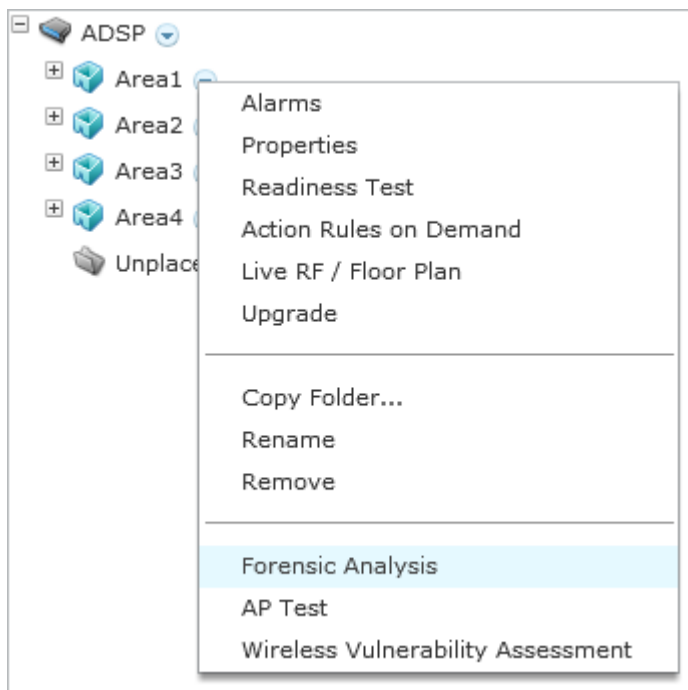 ADSP
Area1
Area2
Area3
Area4
Unplace
Alarms
Properties
Readiness Test
Action Rules on Demand
Live RF / Floor Plan
Upgrade
Copy Folder...
Rename
Remove
Forensic Analysis
AP Test
Wireless Vulnerability Assessment